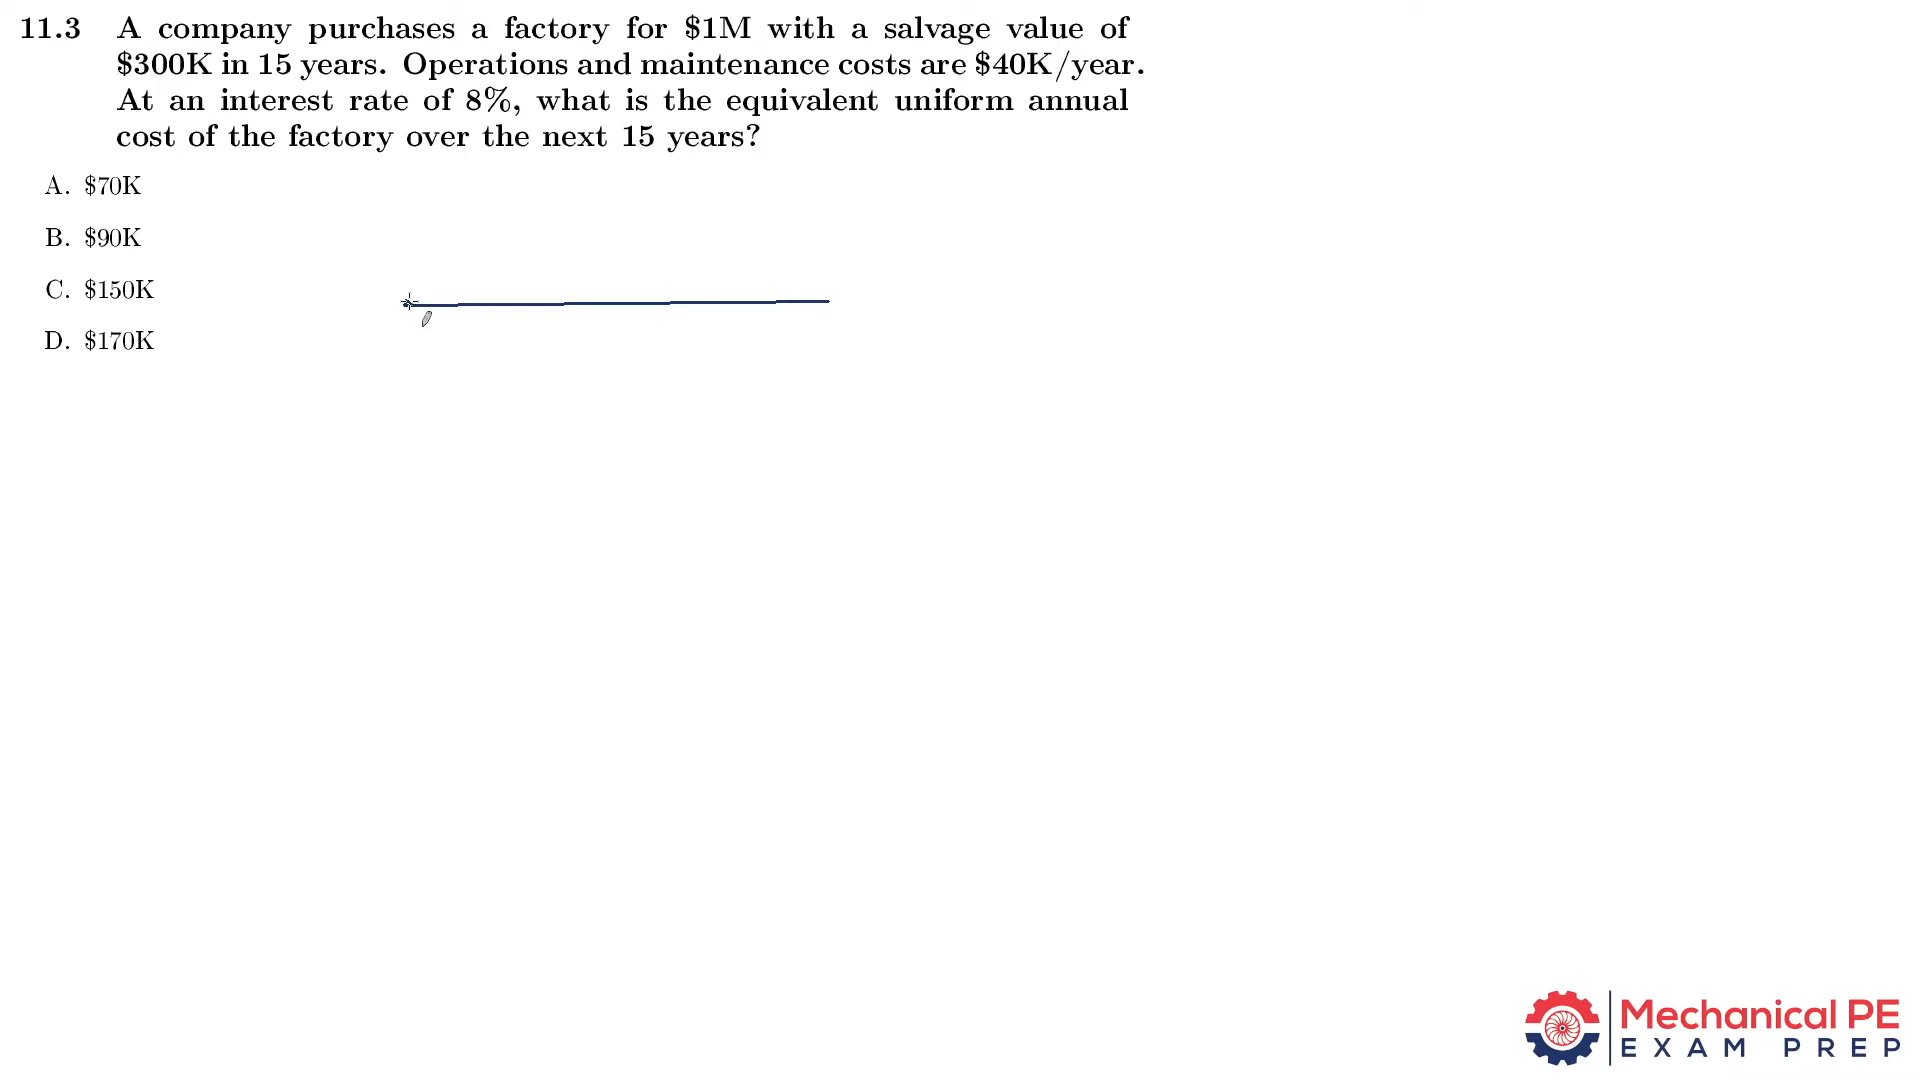 11.3 A company purchases a factory for $1M with a salvage value of
$300K in 15 years. Operations and maintenance costs are $40K/year.
At an interest rate of 8%, what is the equivalent uniform annual
cost of the factory over the next 15 years?
A. $70K
B. $90K
C. $150K
D. $170K
Mechanical PE
EXAM PREP